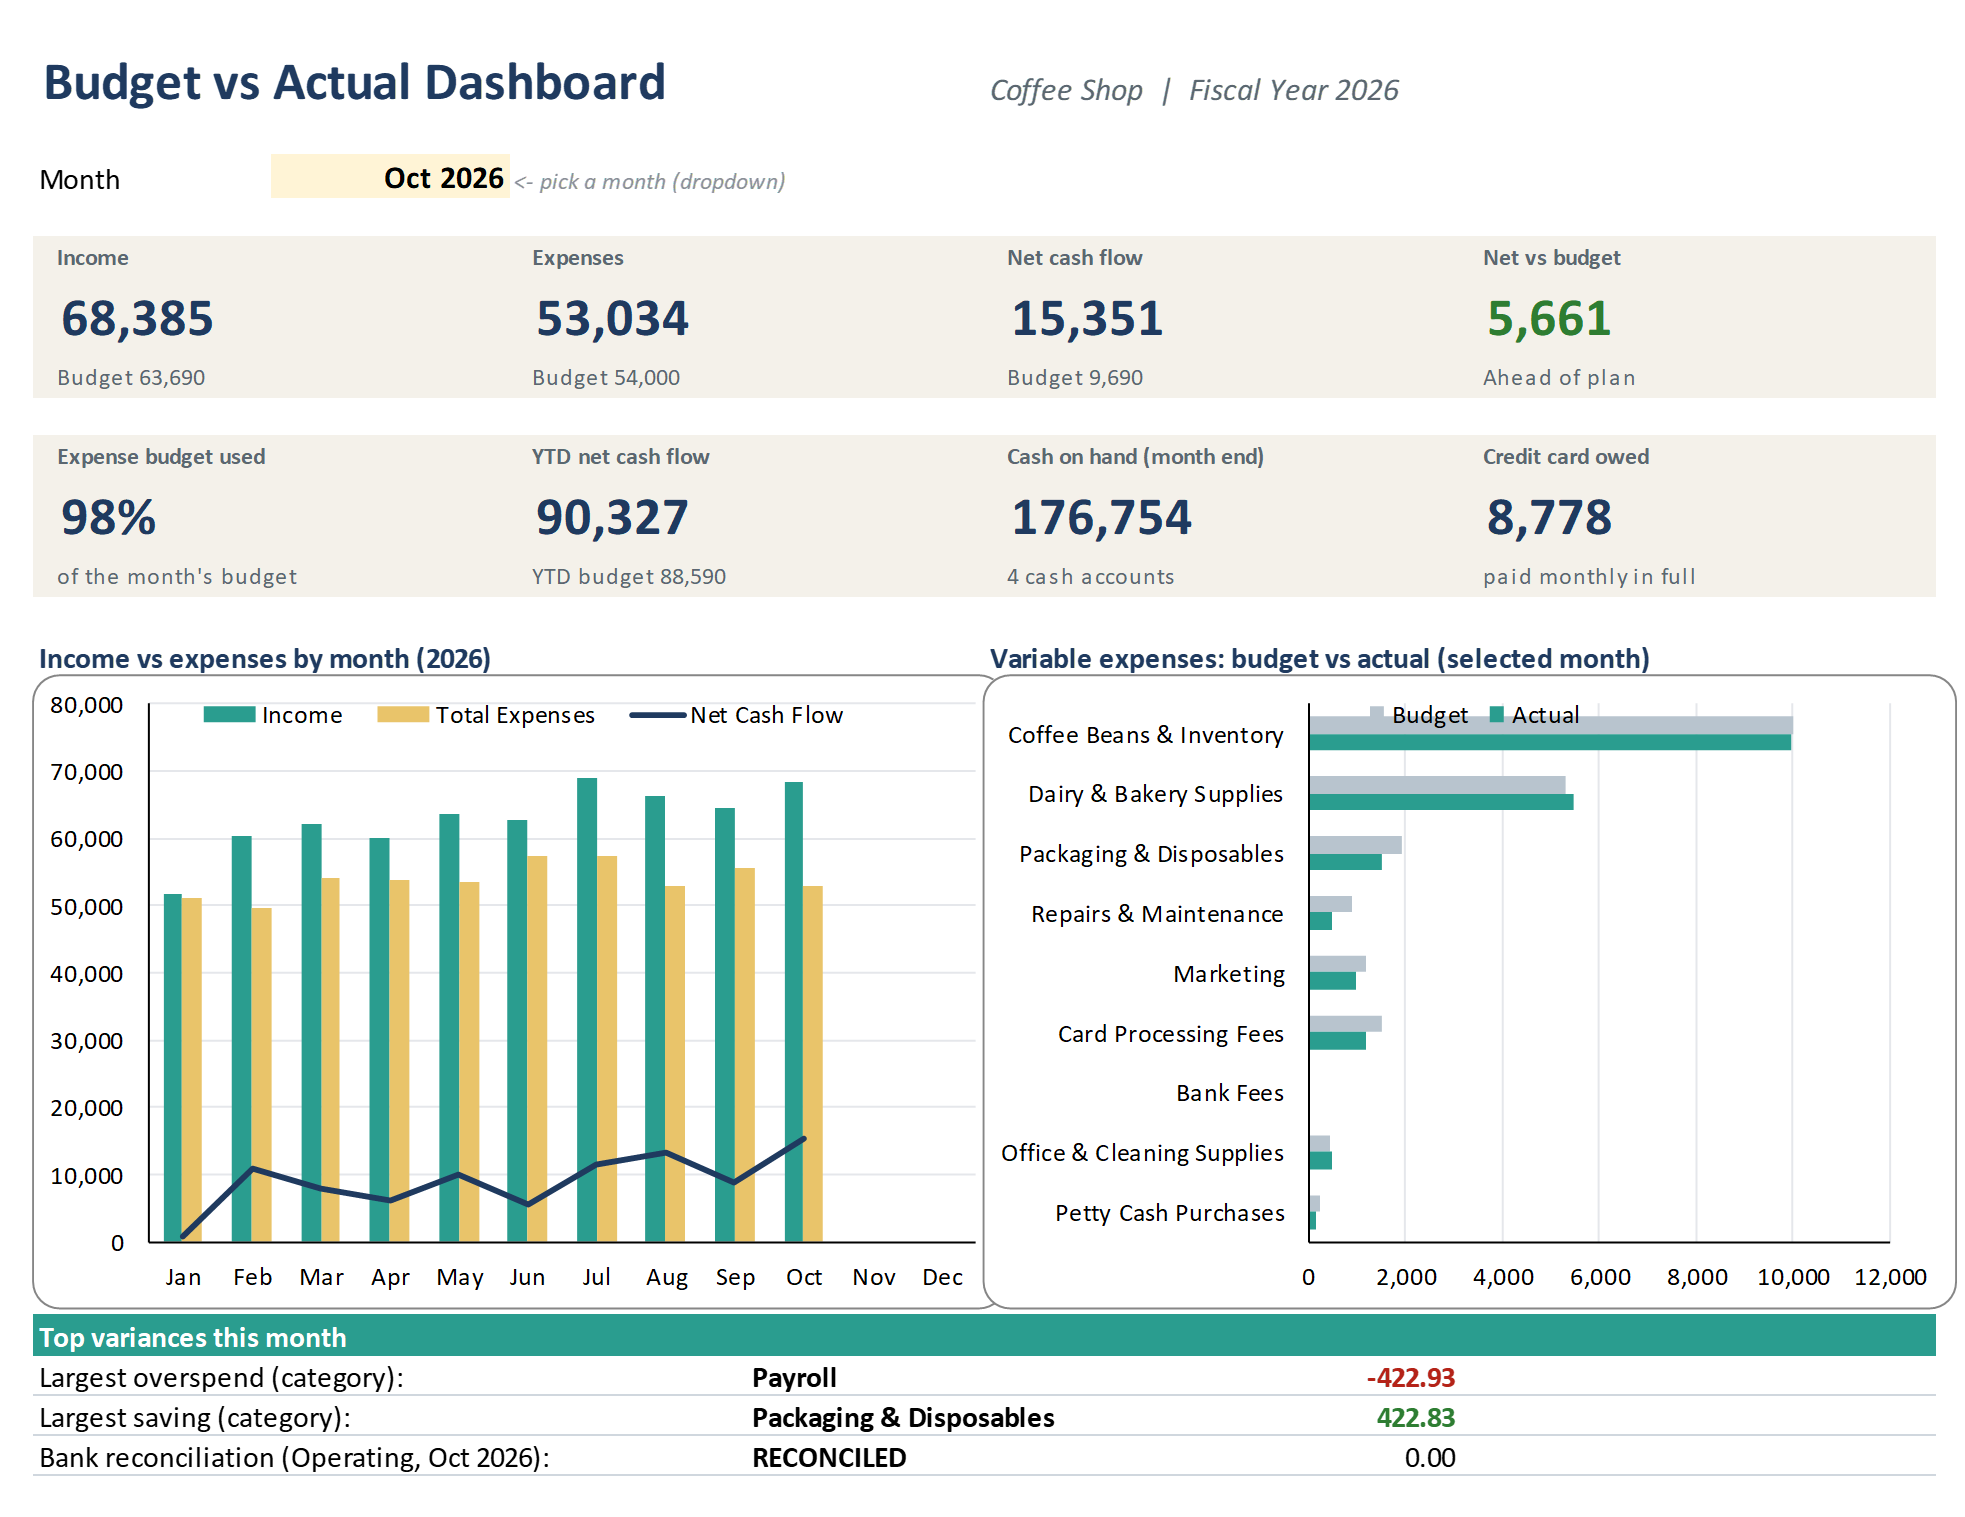 Budget vs Actual Dashboard
Coffee Shop | Fiscal Year 2026
Month
Oct 2026 <- pick a month (dropdown)
Income
68,385
Budget 63,690
Expenses
53,034
Budget 54,000
Net cash flow
15,351
Budget 9,690
Net vs budget
5,661
Ahead of plan
Expense budget used
98%
of the month's budget
YTD net cash flow
90,327
YTD budget 88,590
Cash on hand (month end)
176,754
4 cash accounts
Credit card owed
8,778
paid monthly in full
Income vs expenses by month (2026)
Income Total Expenses Net Cash Flow
80,000
70,000
60,000
50,000
40,000
30,000
20,000
10,000
0
Jan Feb Mar Apr May Jun Jul Aug Sep Oct Nov Dec
Variable expenses: budget vs actual (selected month)
Budget Actual
Coffee Beans & Inventory
Dairy & Bakery Supplies
Packaging & Disposables
Repairs & Maintenance
Marketing
Card Processing Fees
Bank Fees
Office & Cleaning Supplies
Petty Cash Purchases
0 2,000 4,000 6,000 8,000 10,000 12,000
Top variances this month
Largest overspend (category): Payroll -422.93
Largest saving (category): Packaging & Disposables 422.83
Bank reconciliation (Operating, Oct 2026): RECONCILED 0.00